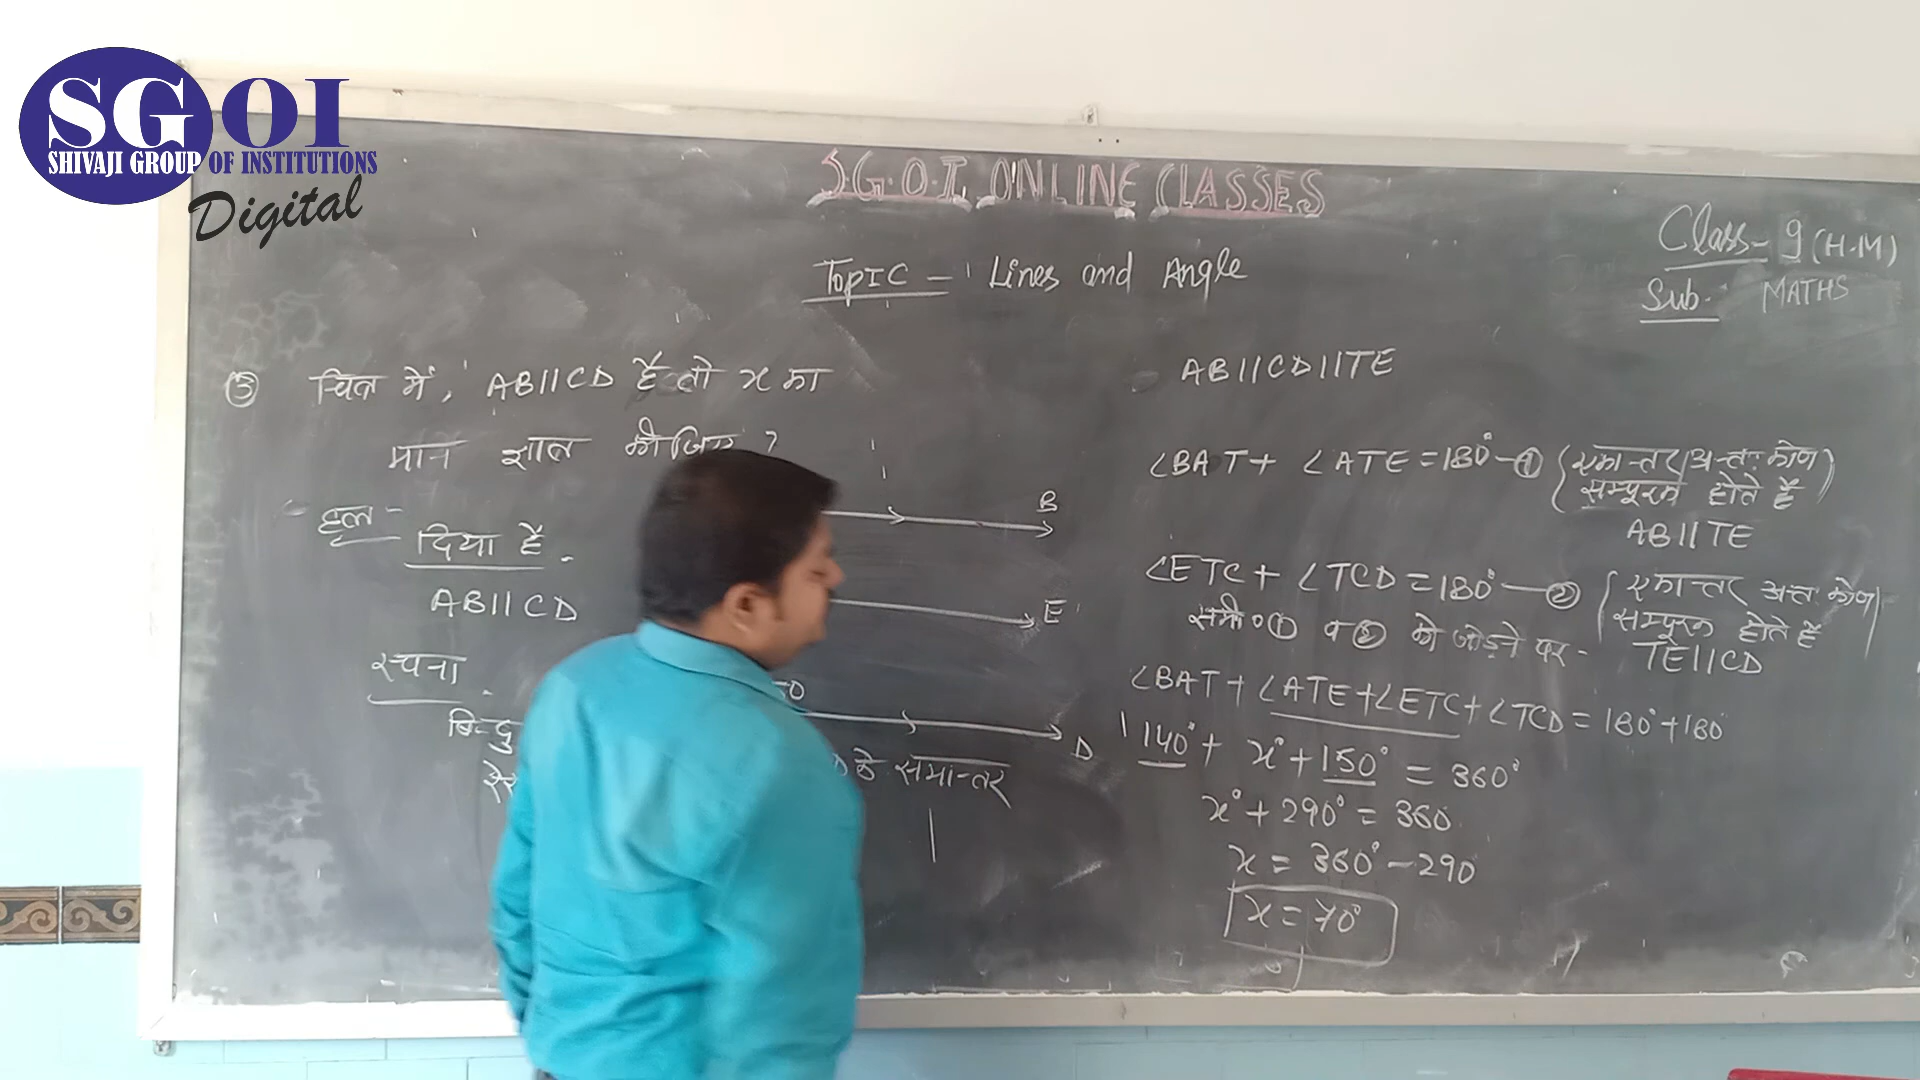 SGOI
SHIVAJI GROUP OF INSTITUTIONS
Digital
S.G.O.I. ONLINE CLASSES
Class- 9 (H.M)
Sub. MATHS
TOPIC - Lines and Angle
③ चित्र में, AB||CD है तो x का
मान ज्ञात कीजिए ?
हल -
दिया है.
AB||CD
रचना
बिन्दु
के समान्तर
B
E
50
D
AB||CD||TE
∠BAT + ∠ATE = 180° —① (एकान्तर अन्तः कोण
सम्पूरक होते हैं)
AB||TE
∠ETC + ∠TCD = 180° —② (एकान्तर अन्तः कोण
सम्पूरक होते हैं)
TE||CD
समी० ① व ② को जोड़ने पर -
∠BAT + ∠ATE + ∠ETC + ∠TCD = 180° + 180
140° + x° + 150° = 360°
x° + 290° = 360
x = 360° - 290
x = 70°